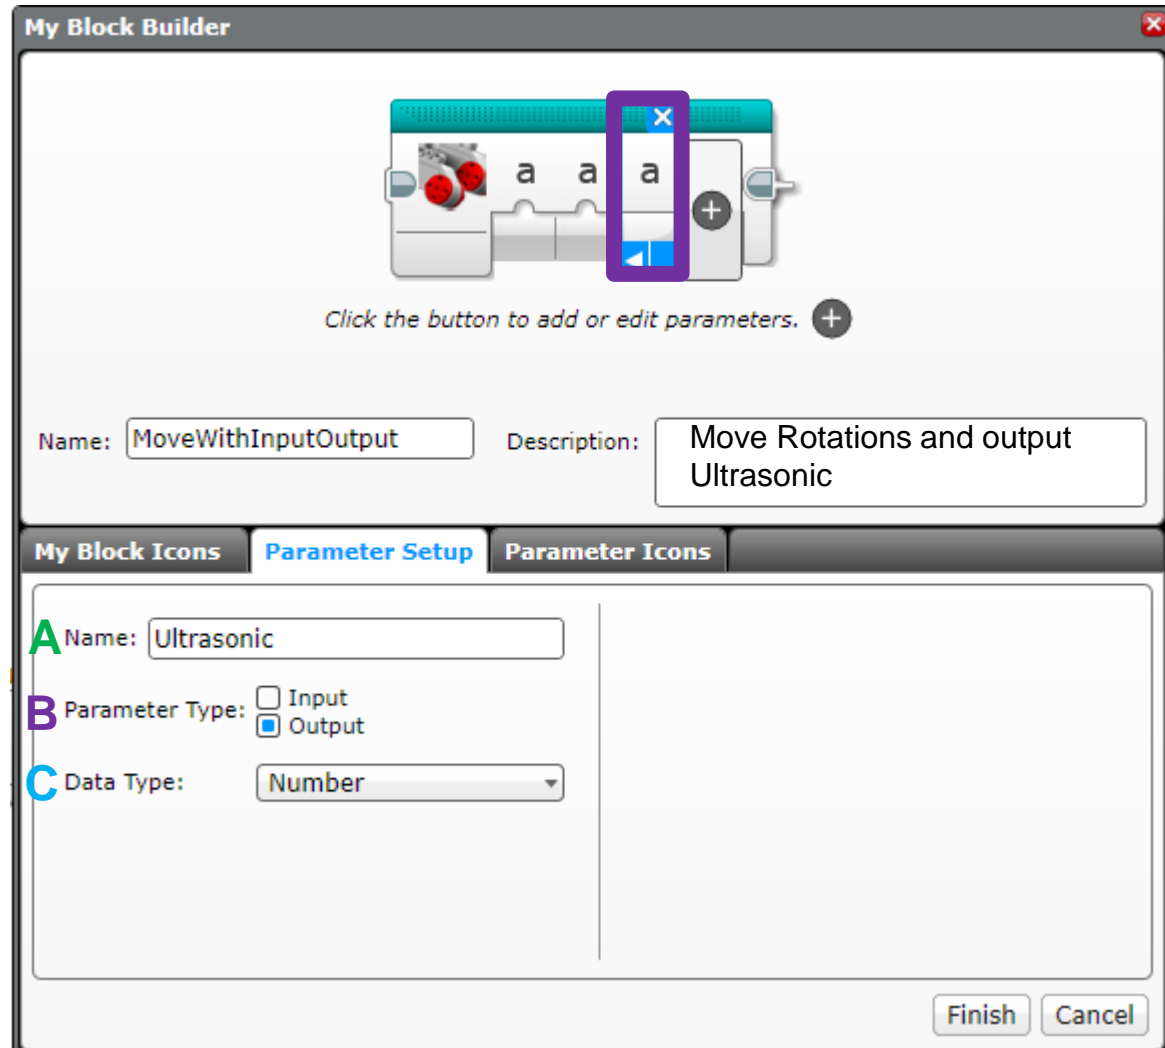 My Block Builder
a a a
Click the button to add or edit parameters.
Name: MoveWithInputOutput Description: Move Rotations and output
Ultrasonic
My Block Icons Parameter Setup Parameter Icons
A Name: Ultrasonic
B Parameter Type: Input
Output
C Data Type: Number
Finish Cancel